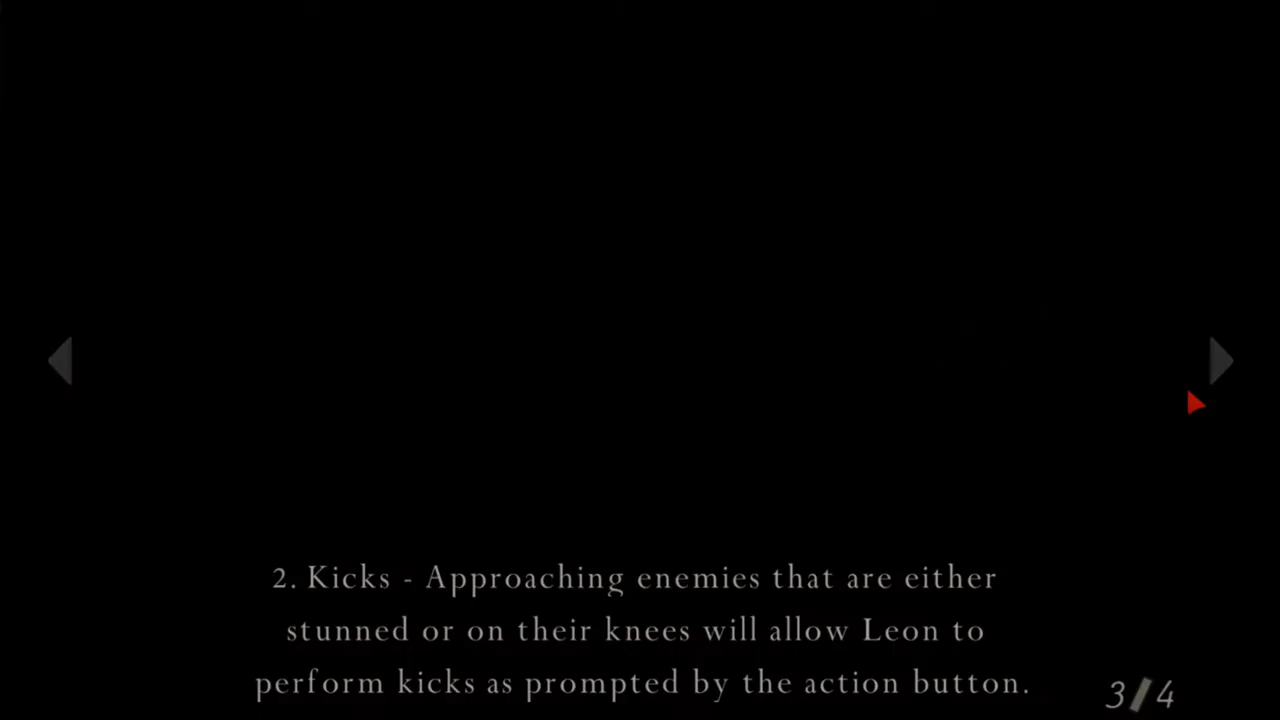 2. Kicks - Approaching enemies that are either
stunned or on their knees will allow Leon to
perform kicks as prompted by the action button.
3/4